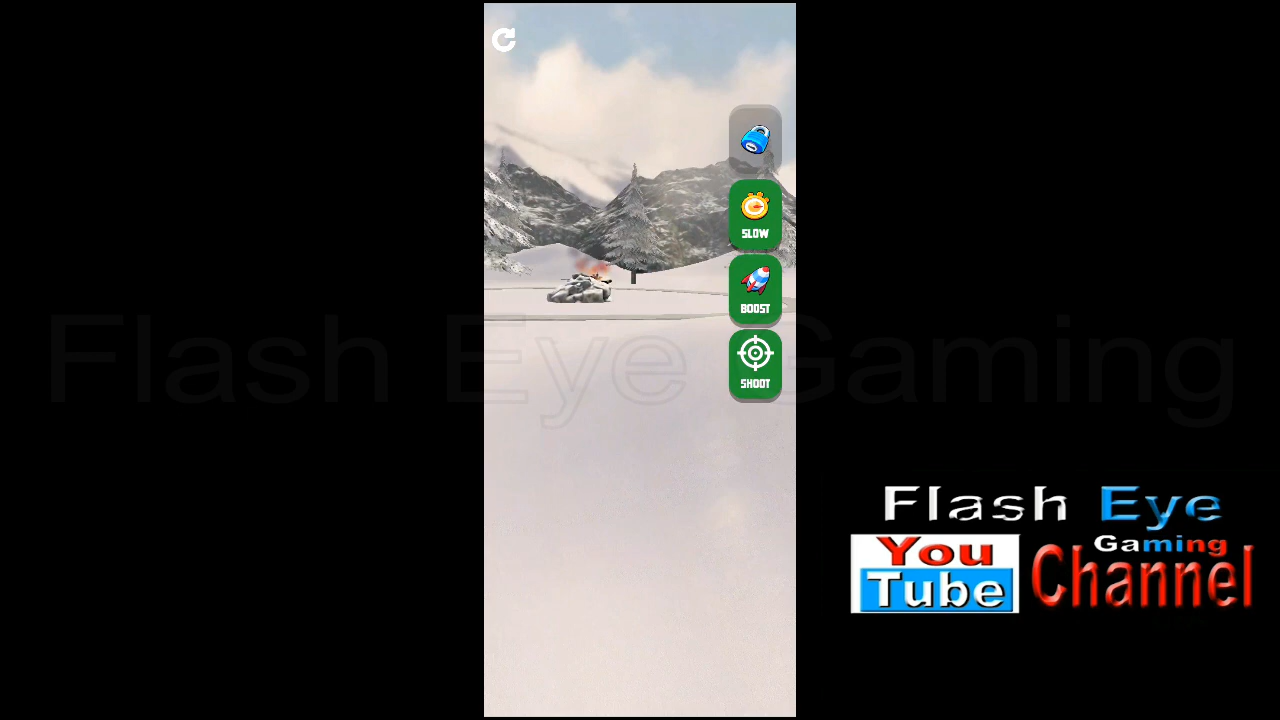 SLOW
BOOST
SHOOT
Flash Eye Gaming
Flash Eye
Gaming
You
Tube
Channel